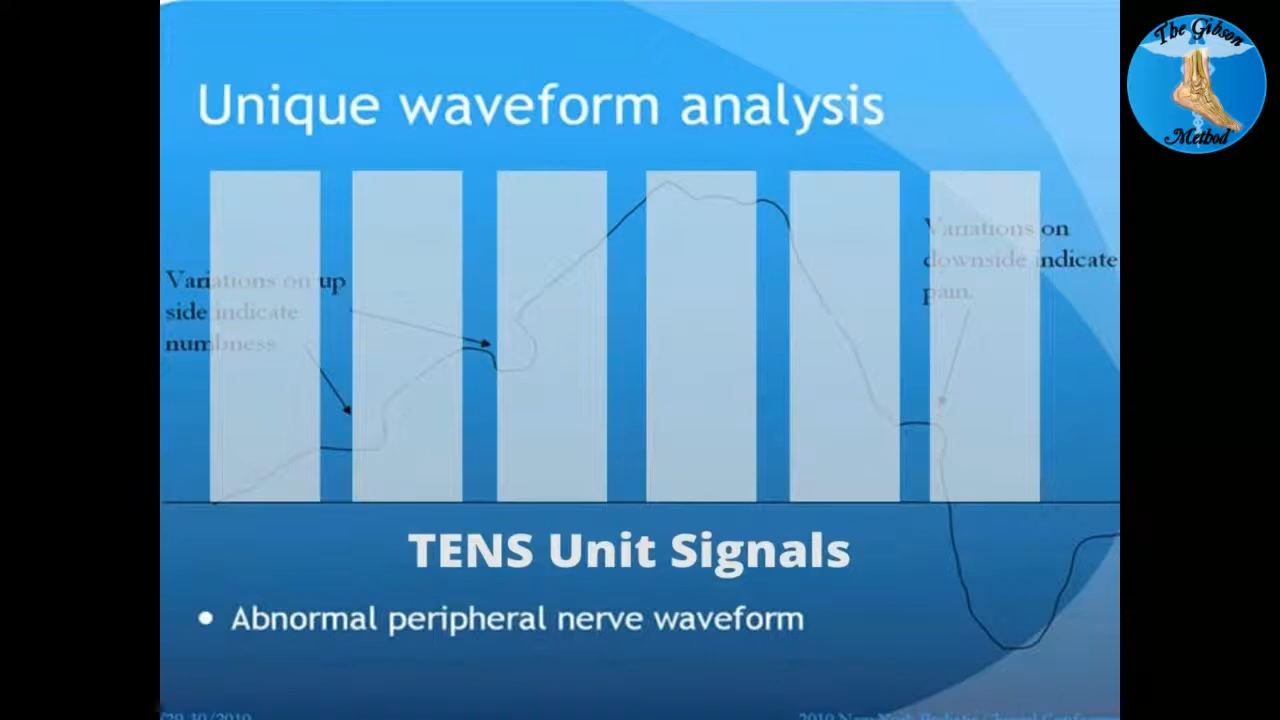 The Gibson
Method
Unique waveform analysis
Variations on up
side indicate
numbness
Variations on
downside indicate
pain.
TENS Unit Signals
• Abnormal peripheral nerve waveform